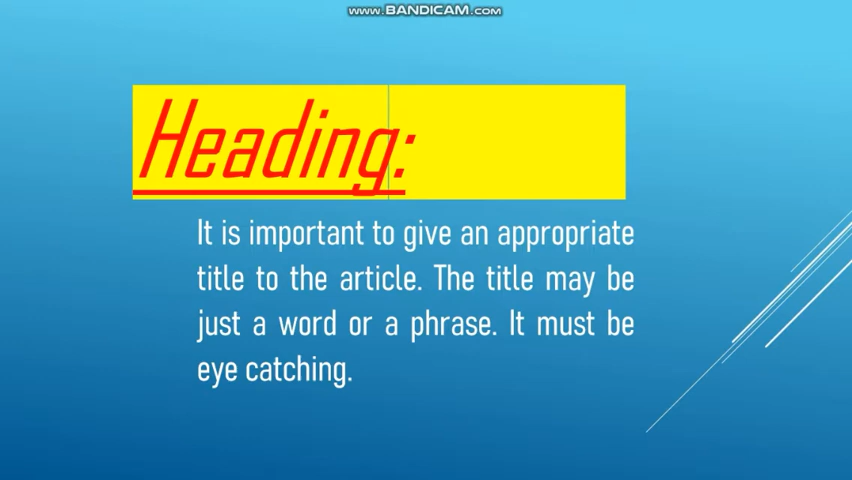 www.BANDICAM.com
Heading:
It is important to give an appropriate
title to the article. The title may be
just a word or a phrase. It must be
eye catching.